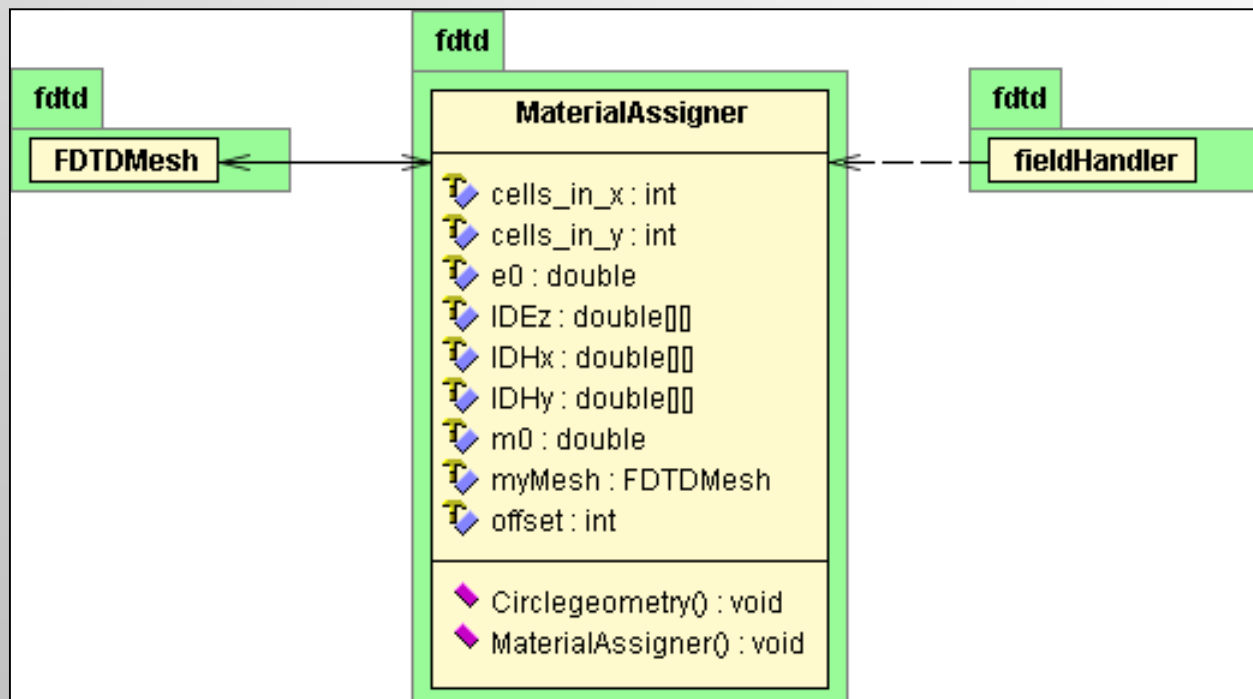 fdtd
FDTDMesh
fdtd
MaterialAssigner
cells_in_x : int
cells_in_y : int
e0 : double
IDEz : double[][]
IDHx : double[][]
IDHy : double[][]
m0 : double
myMesh : FDTDMesh
offset : int
Circlegeometry() : void
MaterialAssigner() : void
fdtd
fieldHandler